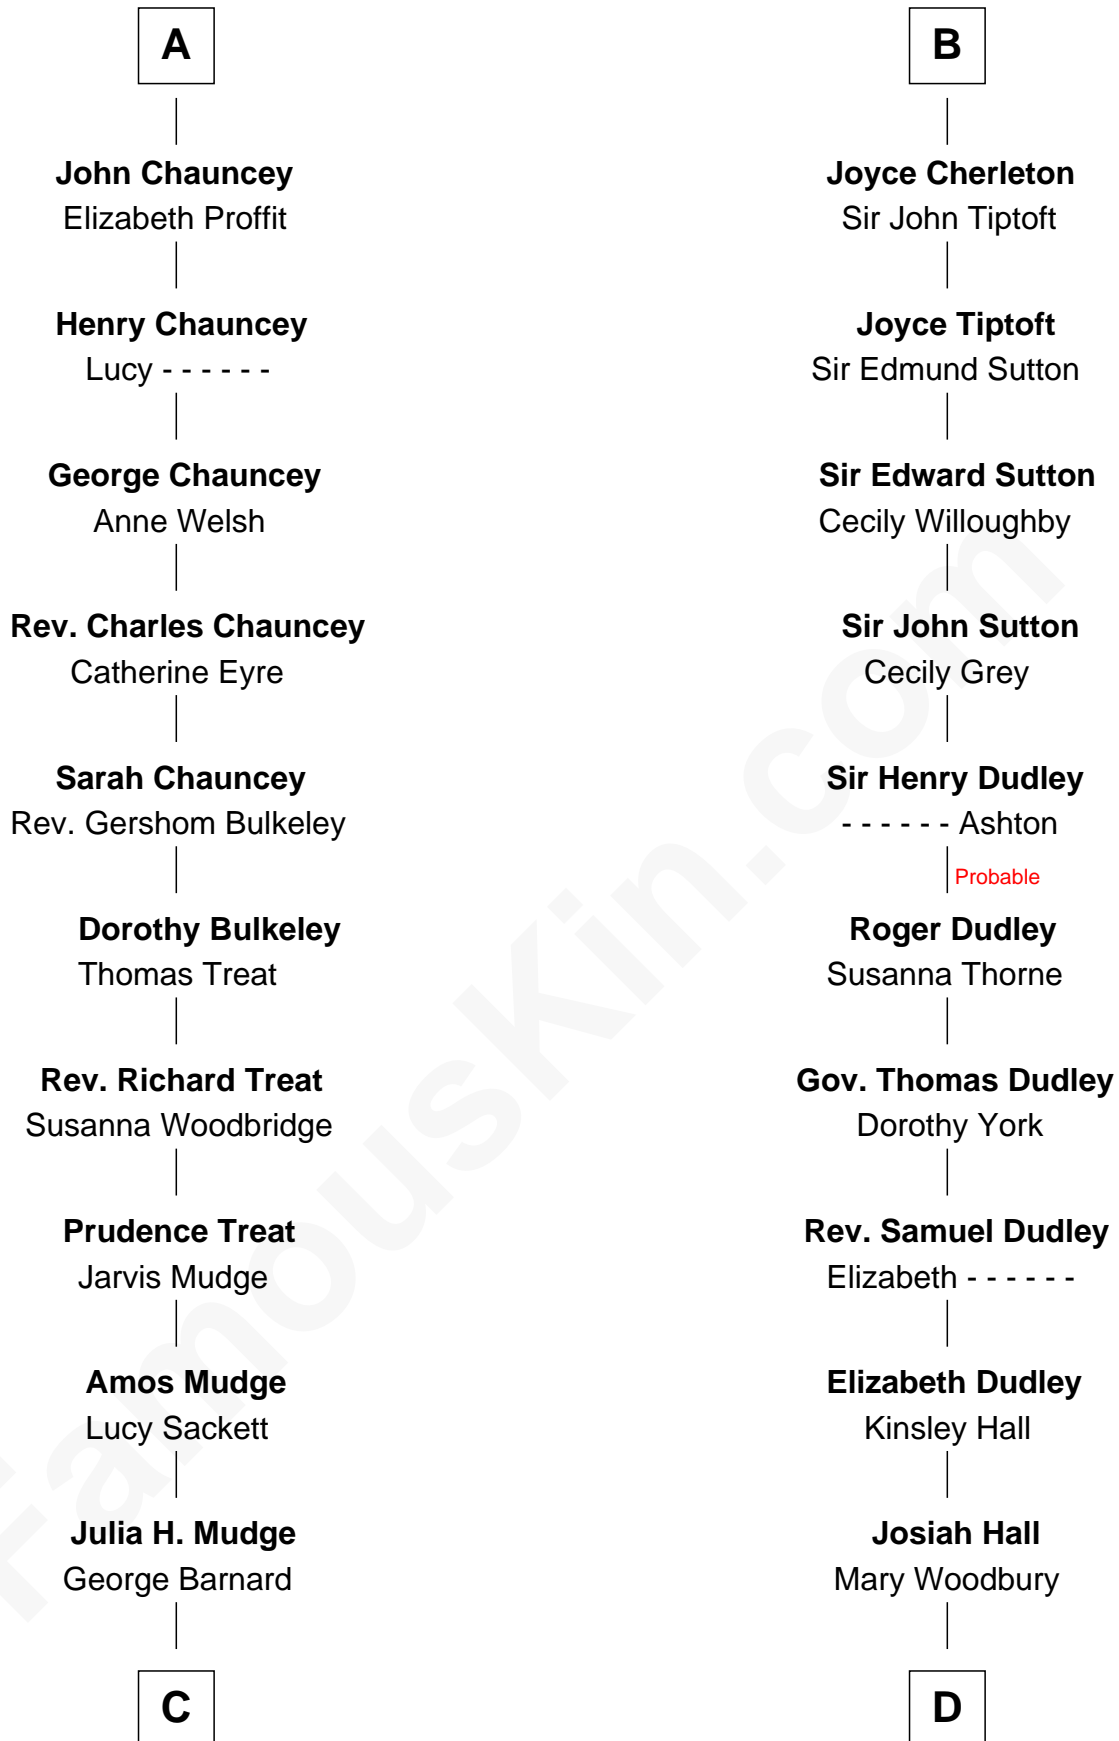 A
John Chauncey
Elizabeth Proffit
Henry Chauncey
Lucy - - - - - -
George Chauncey
Anne Welsh
Rev. Charles Chauncey
Catherine Eyre
Sarah Chauncey
Rev. Gershom Bulkeley
Dorothy Bulkeley
Thomas Treat
Rev. Richard Treat
Susanna Woodbridge
Prudence Treat
Jarvis Mudge
Amos Mudge
Lucy Sackett
Julia H. Mudge
George Barnard
C
B
Joyce Cherleton
Sir John Tiptoft
Joyce Tiptoft
Sir Edmund Sutton
Sir Edward Sutton
Cecily Willoughby
Sir John Sutton
Cecily Grey
Sir Henry Dudley
- - - - - - Ashton
Probable
Roger Dudley
Susanna Thorne
Gov. Thomas Dudley
Dorothy York
Rev. Samuel Dudley
Elizabeth - - - - - -
Elizabeth Dudley
Kinsley Hall
Josiah Hall
Mary Woodbury
D
FamousKin.com